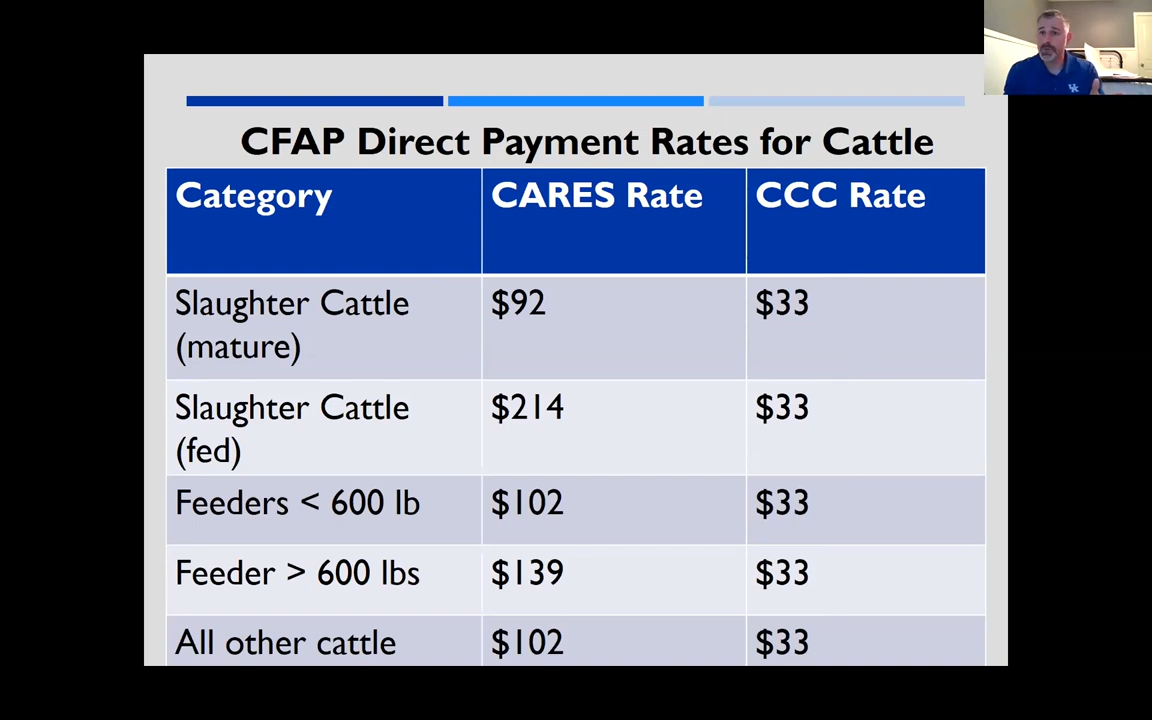 CFAP Direct Payment Rates for Cattle
Category CARES Rate CCC Rate
Slaughter Cattle $92 $33
(mature)
Slaughter Cattle $214 $33
(fed)
Feeders < 600 lb $102 $33
Feeder > 600 lbs $139 $33
All other cattle $102 $33
UK